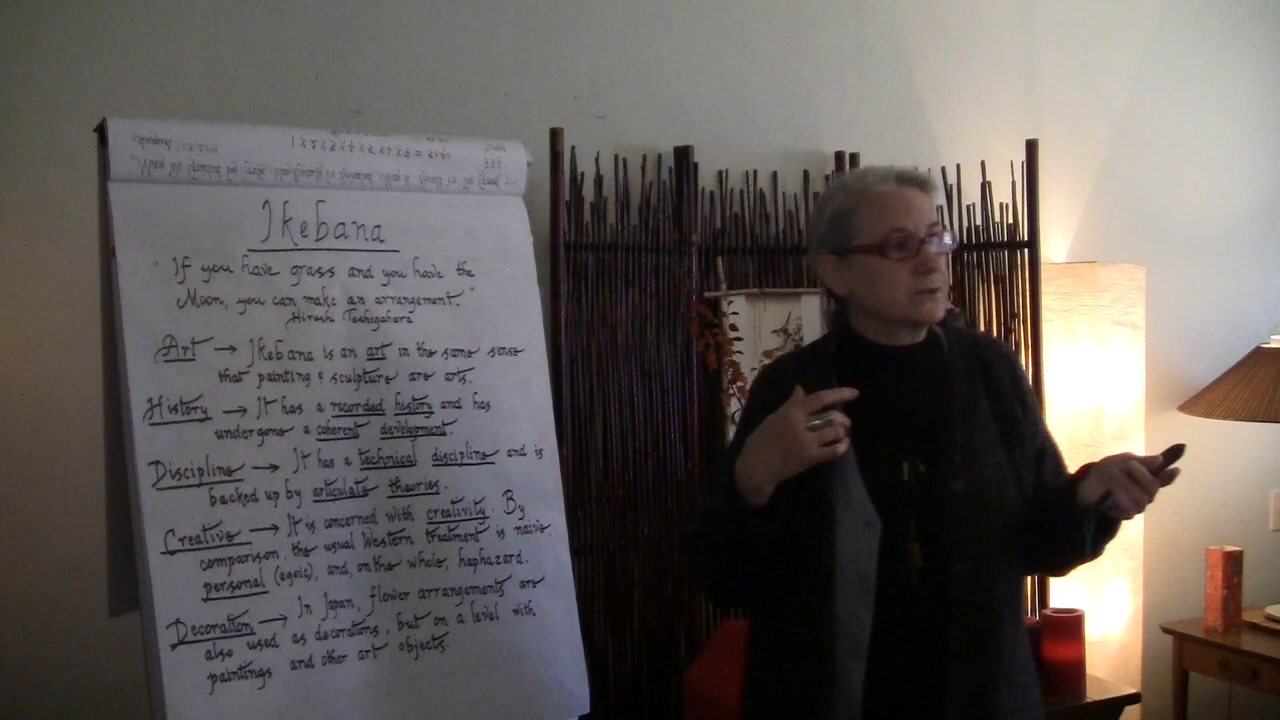 Ikebana
"If you have grass and you have the
Moon, you can make an arrangement."
Hiroshi Teshigahara
Art → Ikebana is an art in the same sense
that painting & sculpture are arts.
History → It has a recorded history and has
undergone a coherent development.
Discipline → It has a technical discipline and is
backed up by articulate theories.
Creative → It is concerned with creativity. By
comparison, the usual Western treatment is naive,
personal (egoic), and, on the whole, haphazard.
Decoration → In Japan, flower arrangements are
also used as decorations, but on a level with
paintings and other art objects.